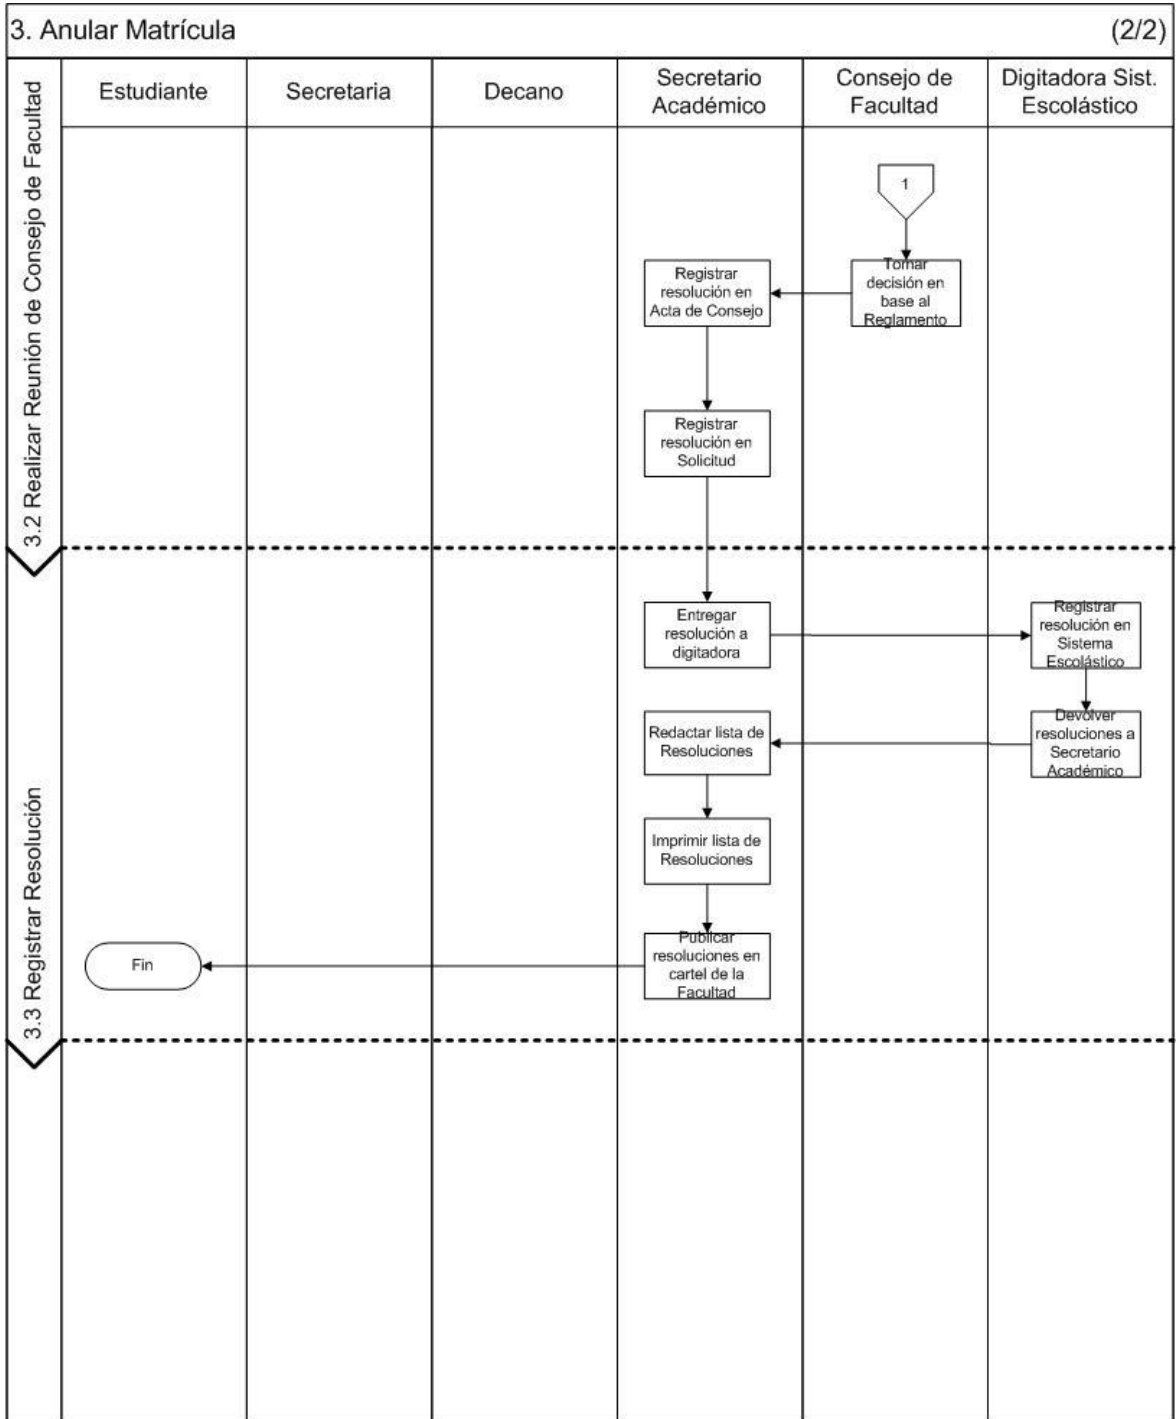 3. Anular Matrícula (2/2)
Estudiante
Secretaria
Decano
Secretario
Académico
Consejo de
Facultad
Digitadora Sist.
Escolástico
3.2 Realizar Reunión de Consejo de Facultad
1
Tomar
decisión en
base al
Reglamento
Registrar
resolución en
Acta de Consejo
Registrar
resolución en
Solicitud
3.3 Registrar Resolución
Entregar
resolución a
digitadora
Registrar
resolución en
Sistema
Escolástico
Devolver
resoluciones a
Secretario
Académico
Redactar lista de
Resoluciones
Imprimir lista de
Resoluciones
Publicar
resoluciones en
cartel de la
Facultad
Fin